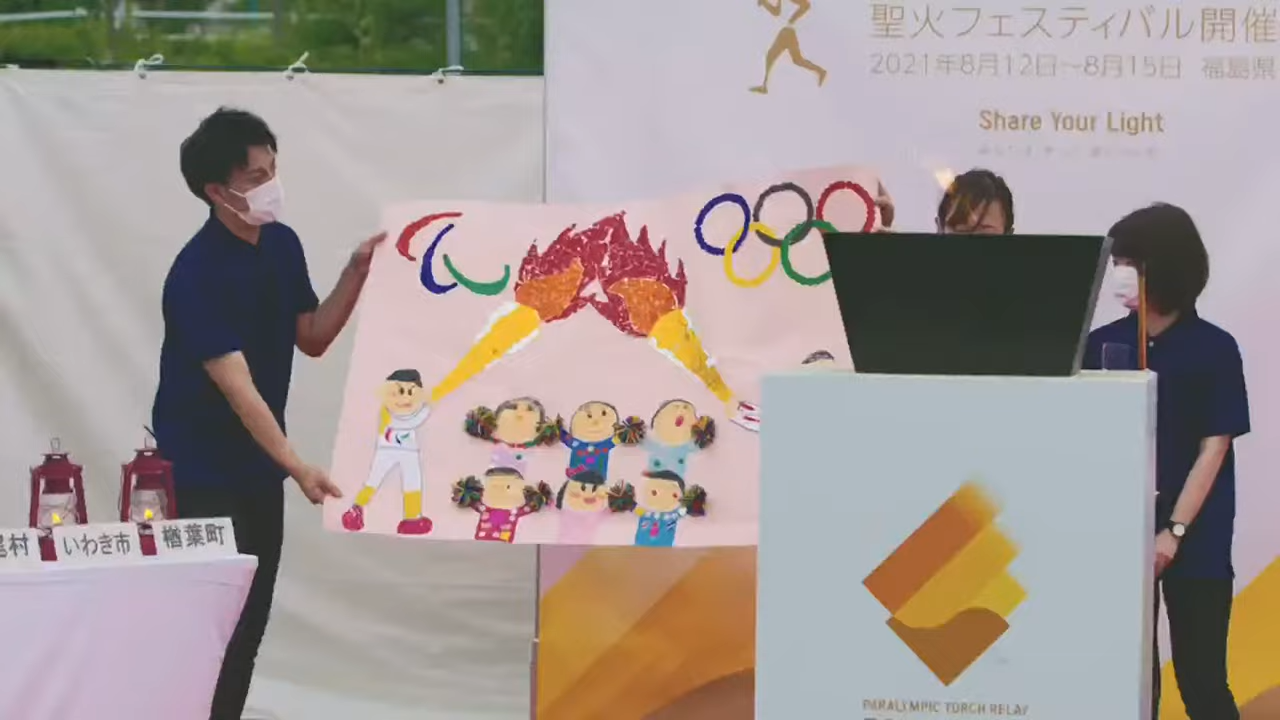 聖火フェスティバル開催
2021年8月12日～8月15日 福島県
Share Your Light
尾村
いわき市
楢葉町
PARALYMPIC TORCH RELAY